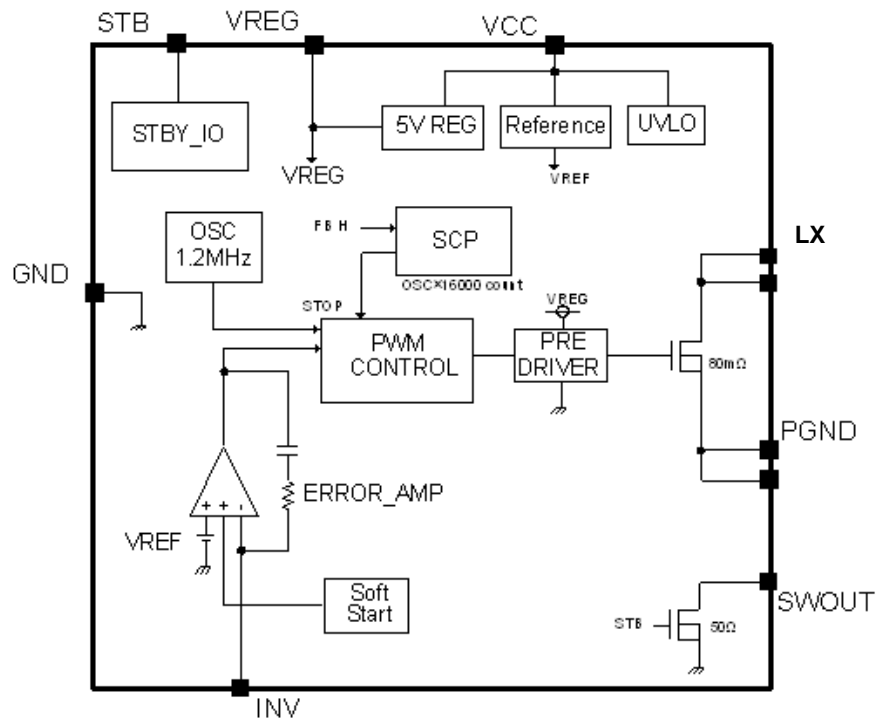 STB
VREG
VCC
STBY_IO
5V REG
Reference
UVLO
VREG
VREF
OSC
1.2MHz
FB H
SCP
LX
GND
OSC×16000 count
STOP
VREG
PWM
CONTROL
PRE
DRIVER
80mΩ
PGND
+ + -
ERROR_AMP
VREF
Soft
Start
SWOUT
STB
50Ω
INV